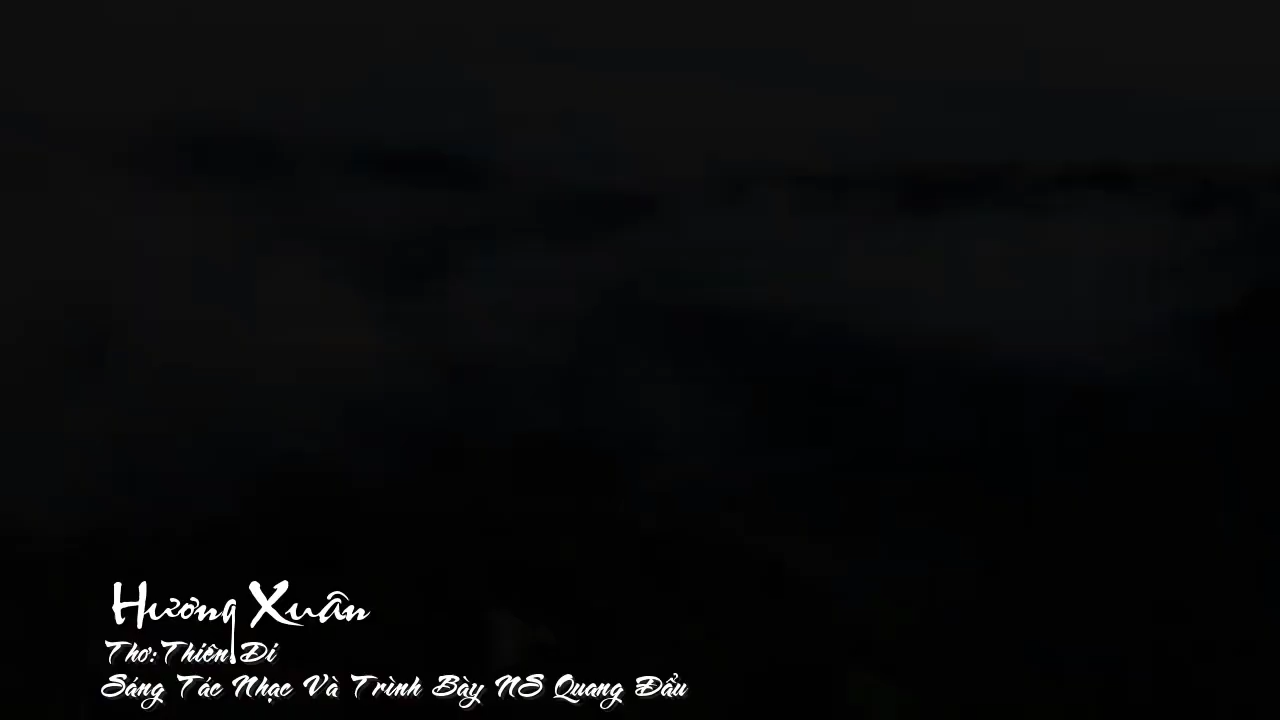 Hương Xuân
Thơ: Thiên Di
Sáng Tác Nhạc Và Trình Bày NS Quang Đẩu